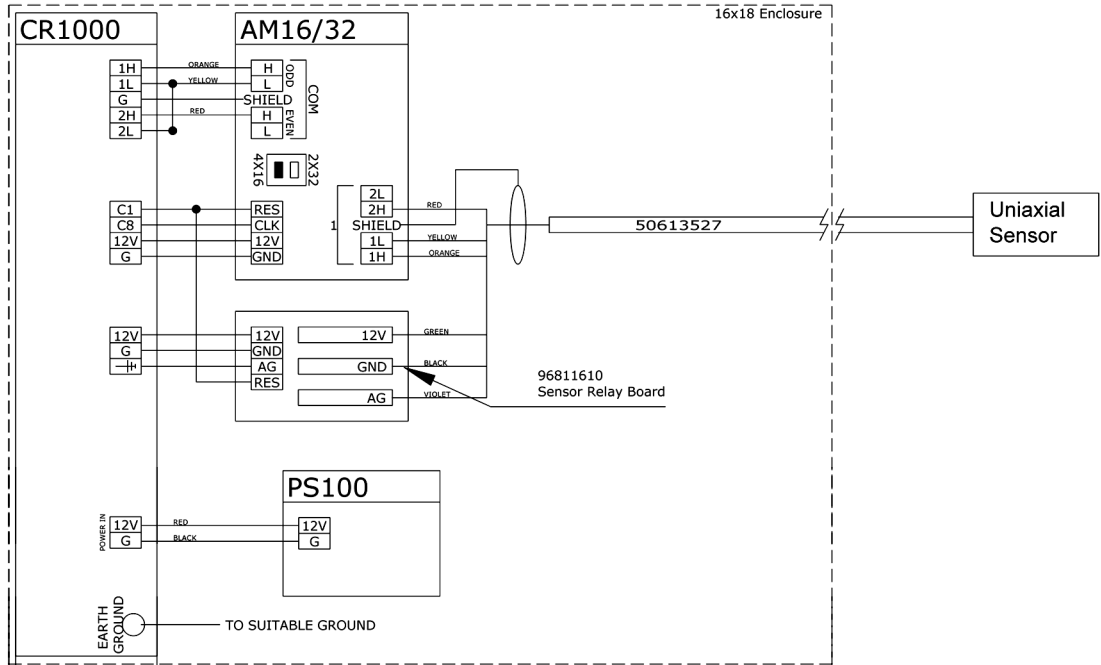 16x18 Enclosure
CR1000
AM16/32
1H
ORANGE
H
ODD
1L
YELLOW
L
G
SHIELD
COM
2H
RED
H
EVEN
2L
L
4X16
2X32
2L
2H
RED
C1
RES
C8
CLK
1
SHIELD
50613527
12V
12V
1L
YELLOW
G
GND
1H
ORANGE
Uniaxial
Sensor
12V
12V
12V
GREEN
G
GND
AG
GND
BLACK
RES
AG
VIOLET
96811610
Sensor Relay Board
PS100
POWER IN
12V
RED
12V
G
BLACK
G
EARTH
GROUND
TO SUITABLE GROUND